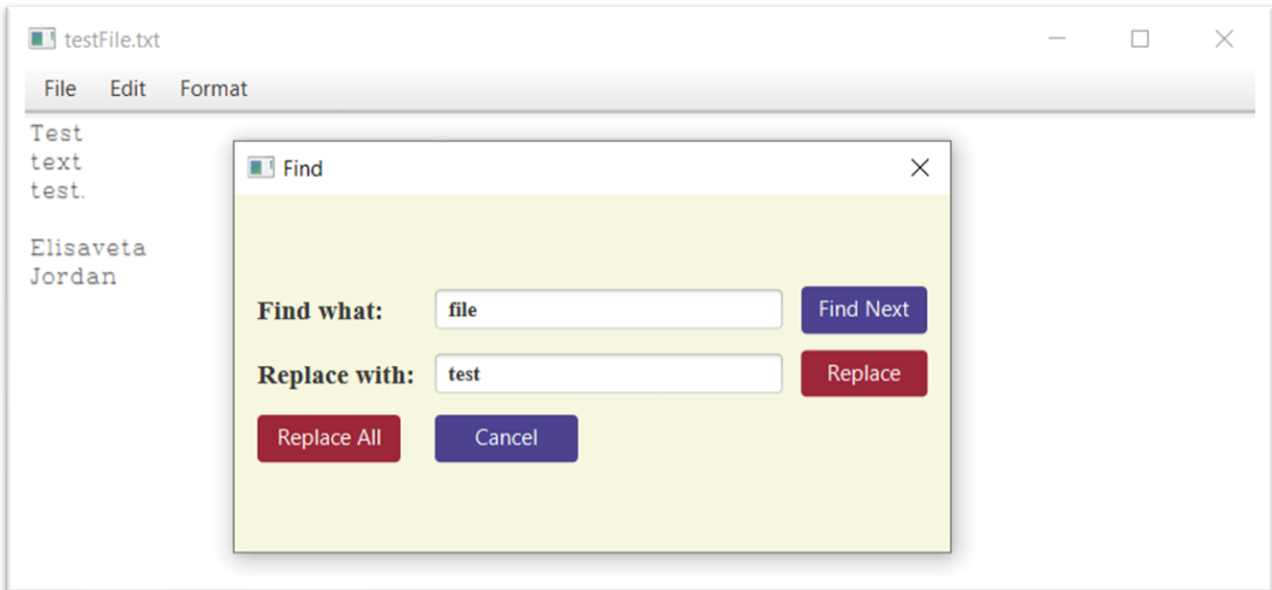 testFile.txt
File Edit Format
Test
text
test.
Elisaveta
Jordan
Find
Find what: file Find Next
Replace with: test Replace
Replace All Cancel